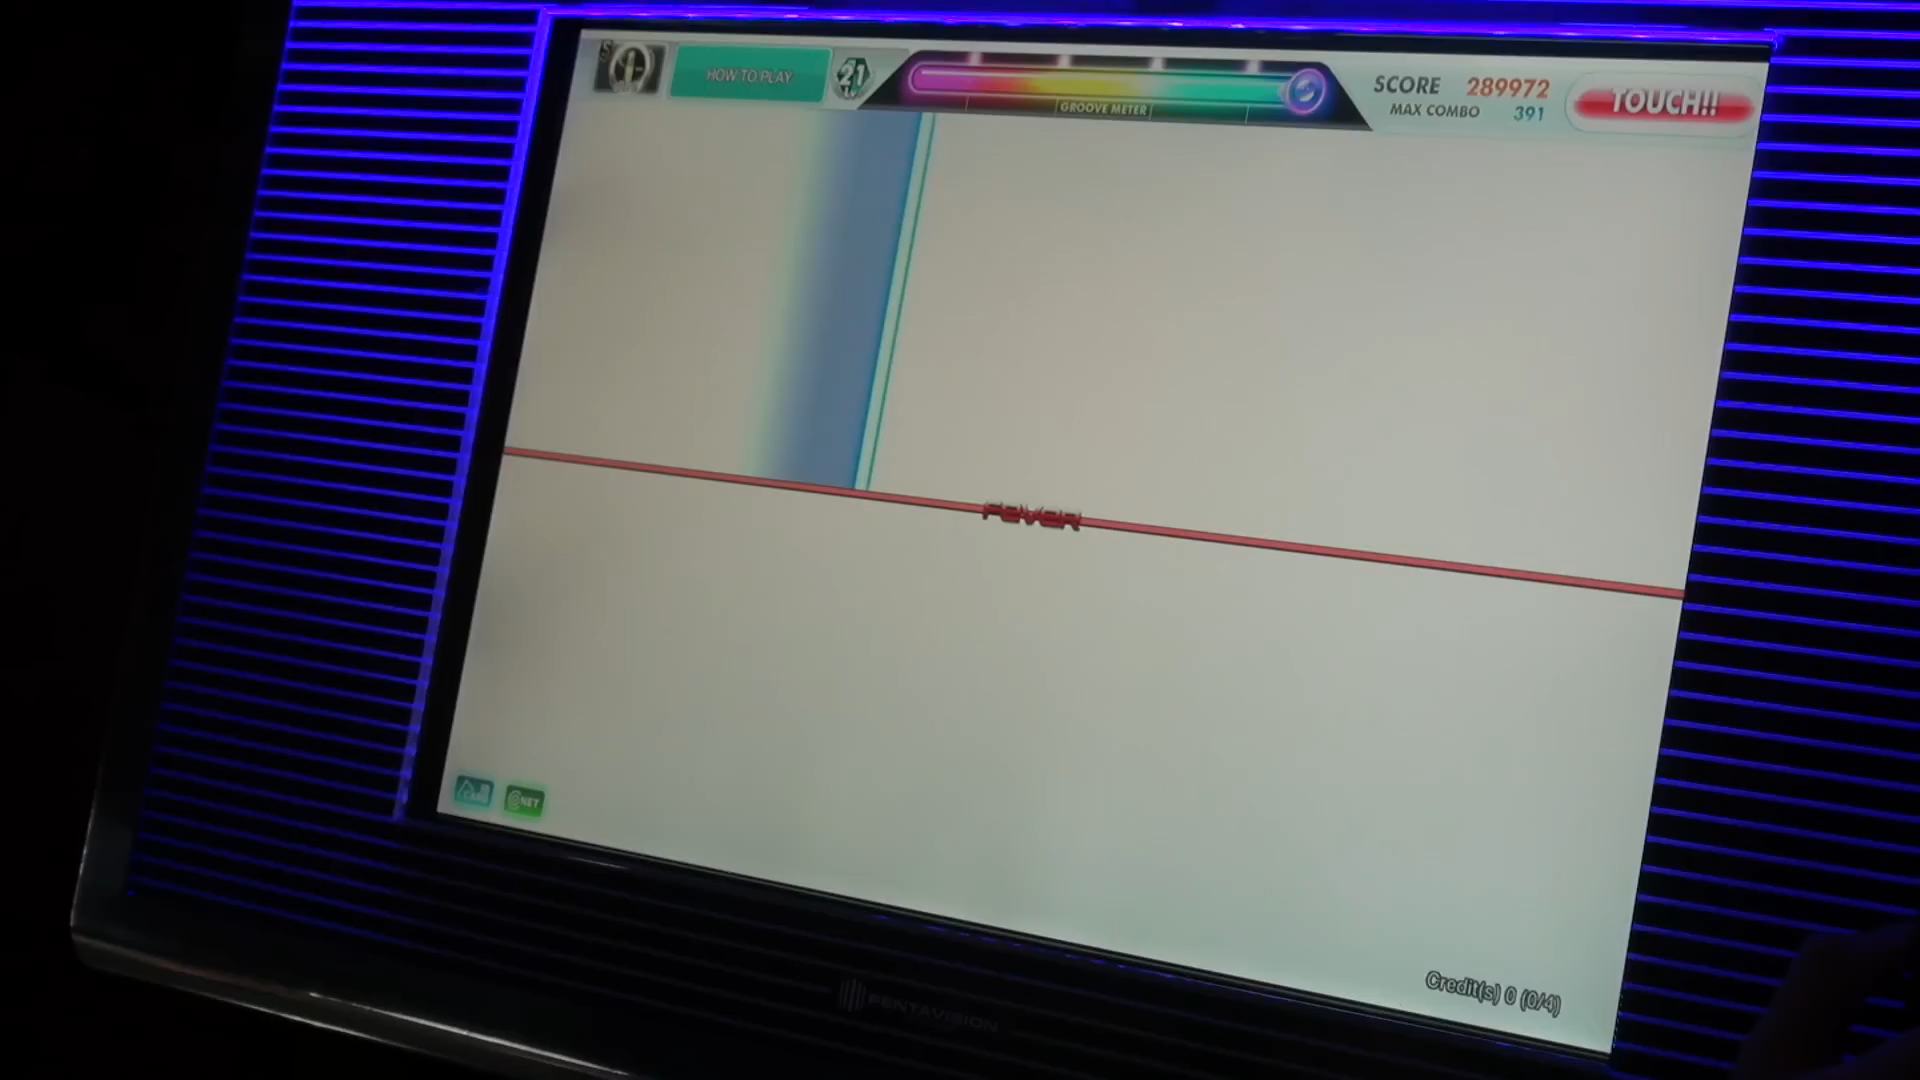 HOW TO PLAY
21
GROOVE METER
SCORE 289972
MAX COMBO 391
TOUCH!!
FEVER
CARD
NET
Credit(s) 0 (0/4)
PENTAVISION